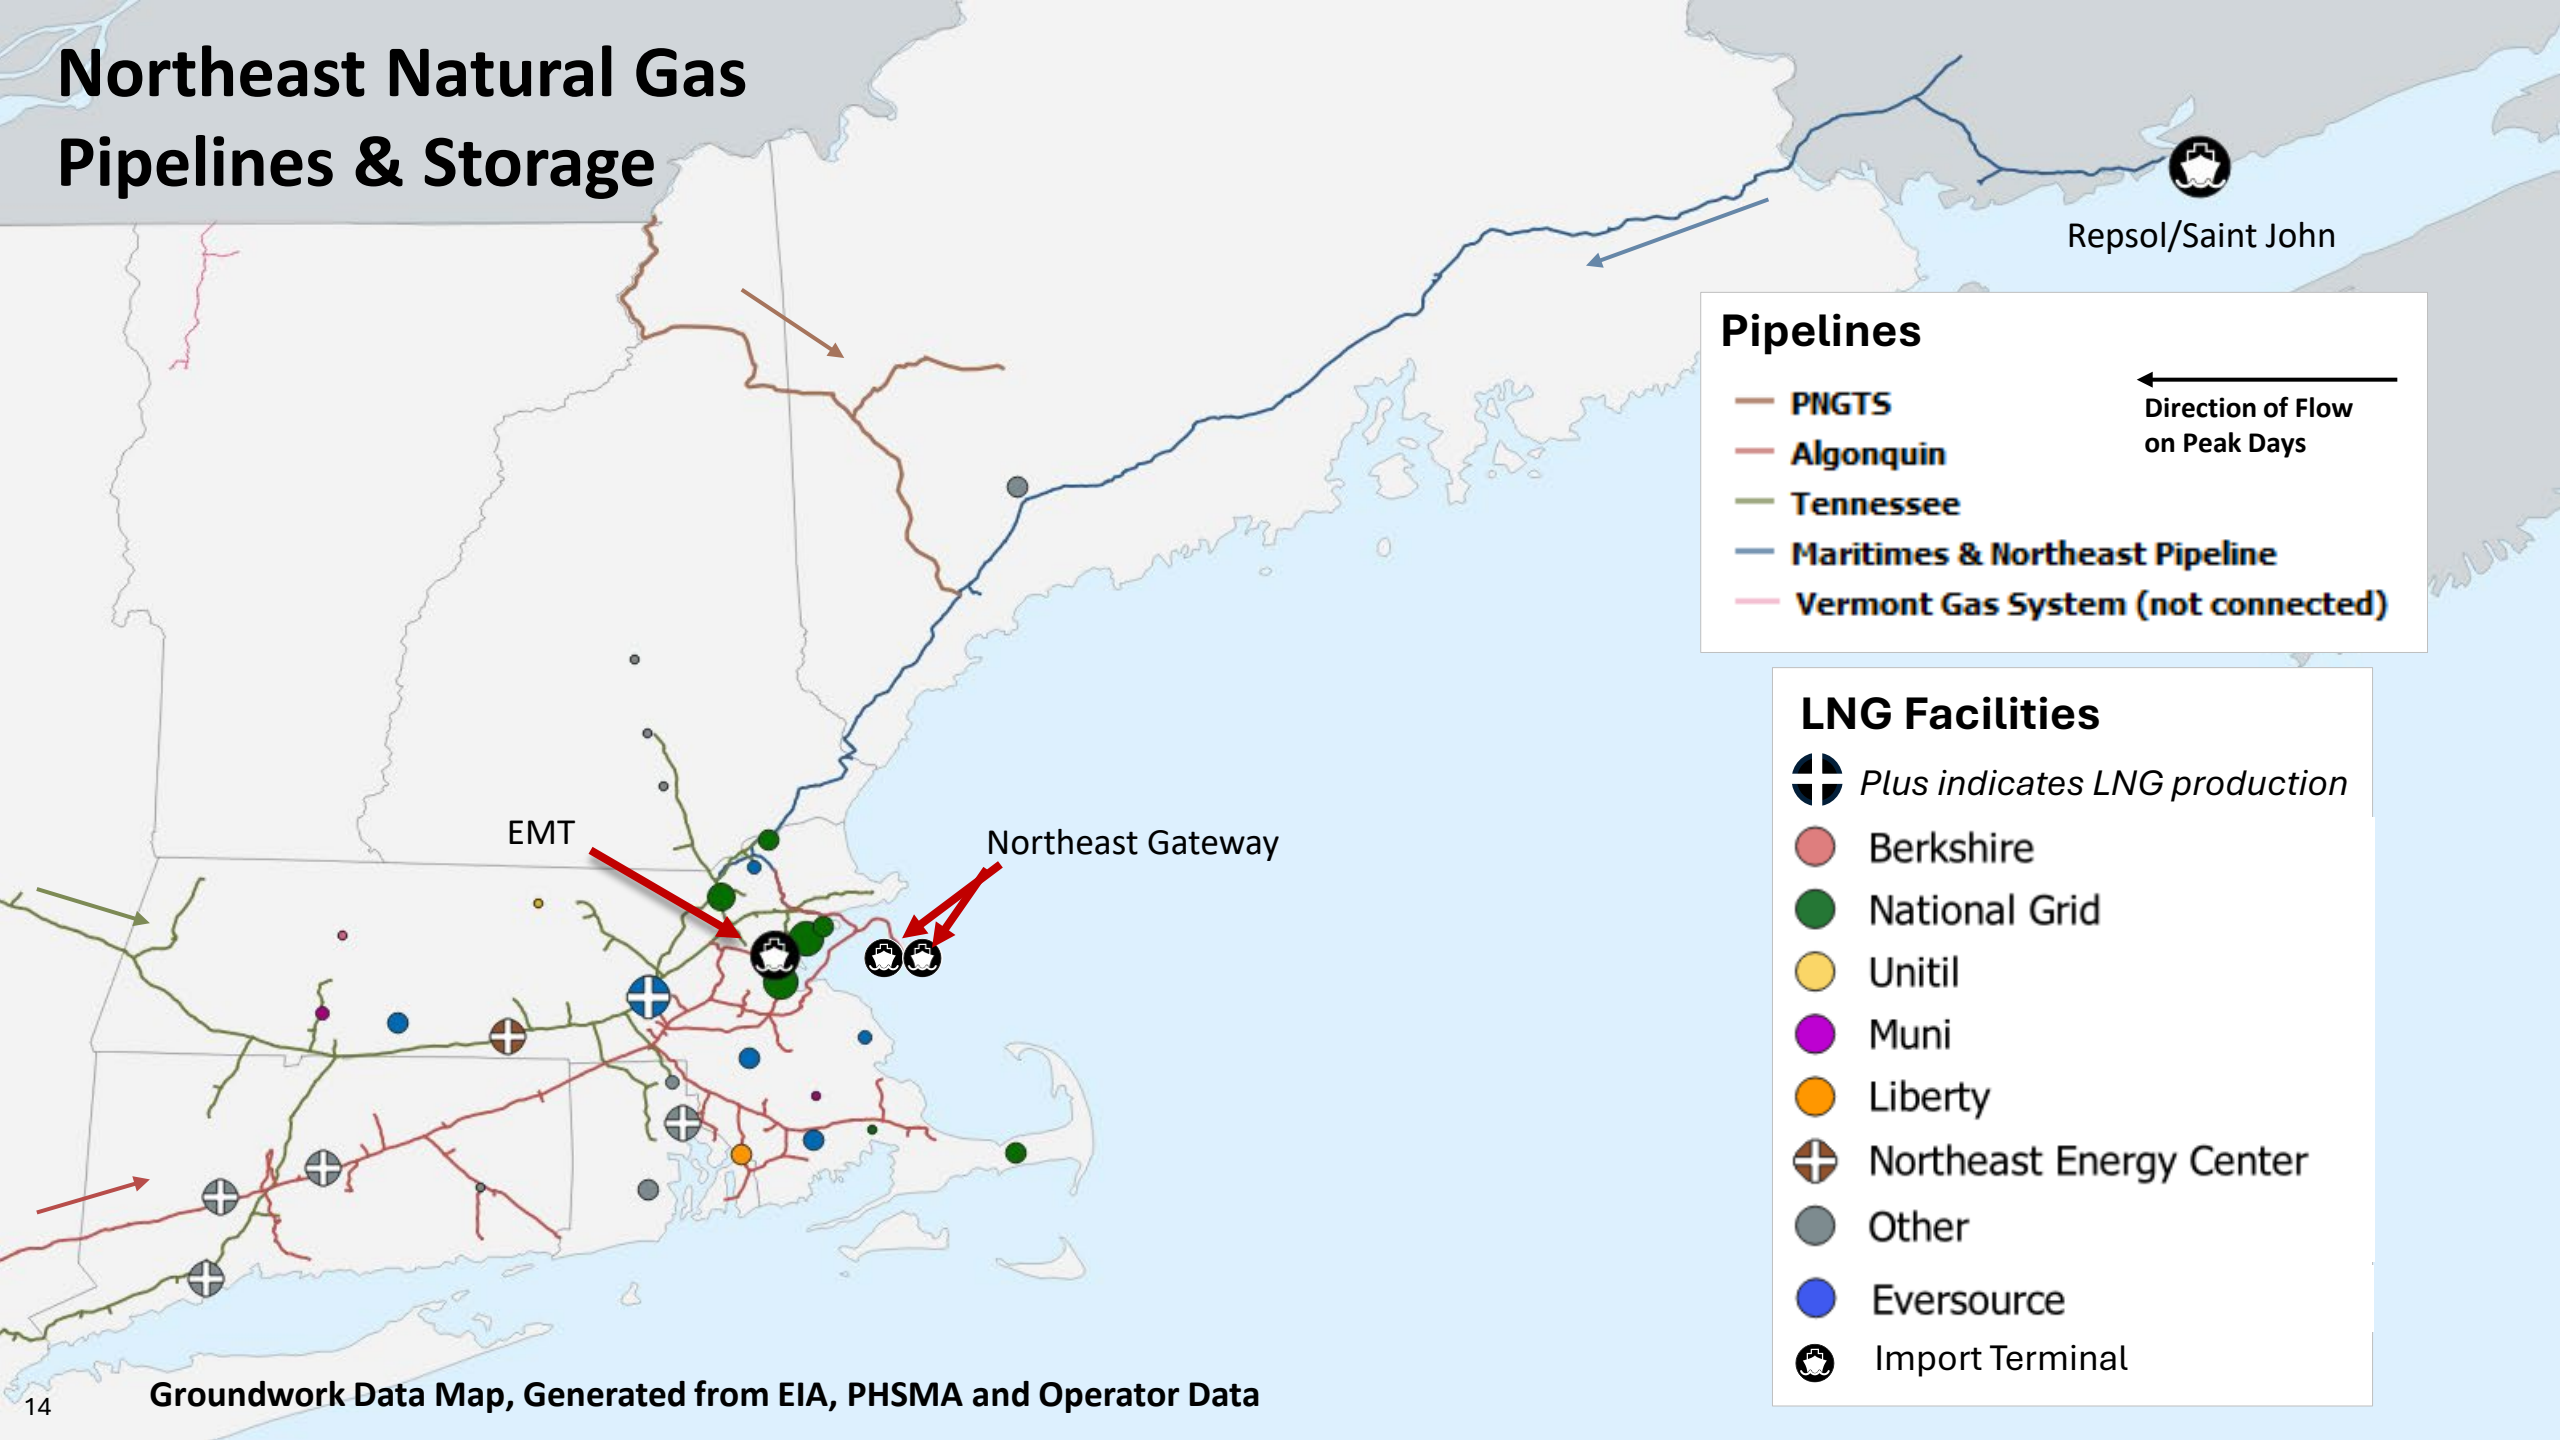 Northeast Natural Gas
Pipelines & Storage
Repsol/Saint John
Pipelines
PNGTS
Algonquin
Tennessee
Maritimes & Northeast Pipeline
Vermont Gas System (not connected)
Direction of Flow
on Peak Days
LNG Facilities
Plus indicates LNG production
Berkshire
National Grid
Unitil
Muni
Liberty
Northeast Energy Center
Other
Eversource
Import Terminal
EMT
Northeast Gateway
Groundwork Data Map, Generated from EIA, PHSMA and Operator Data
14